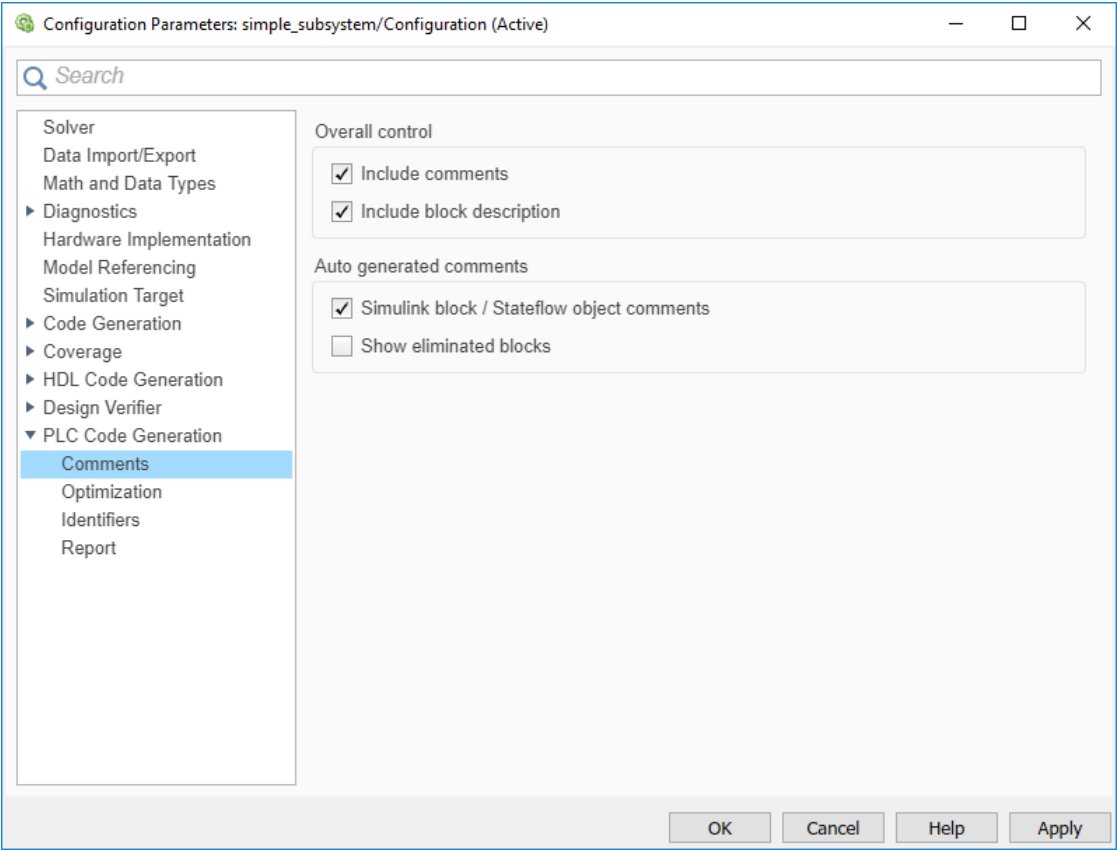 Configuration Parameters: simple_subsystem/Configuration (Active)
Search
Solver
Data Import/Export
Math and Data Types
Diagnostics
Hardware Implementation
Model Referencing
Simulation Target
Code Generation
Coverage
HDL Code Generation
Design Verifier
PLC Code Generation
Comments
Optimization
Identifiers
Report
Overall control
Include comments
Include block description
Auto generated comments
Simulink block / Stateflow object comments
Show eliminated blocks
OK Cancel Help Apply